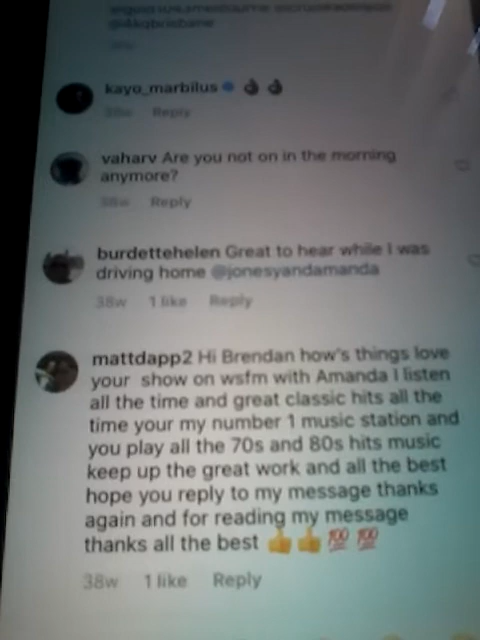 @4kqbrisbane
kayo_marbilus 👌🏿 👌🏿
38w Reply
vaharv Are you not on in the morning
anymore?
38w Reply
burdettehelen Great to hear while I was
driving home @jonesyandamanda
38w 1 like Reply
mattdapp2 Hi Brendan how's things love
your show on wsfm with Amanda I listen
all the time and great classic hits all the
time your my number 1 music station and
you play all the 70s and 80s hits music
keep up the great work and all the best
hope you reply to my message thanks
again and for reading my message
thanks all the best 👍 👍 💯 💯
38w 1 like Reply